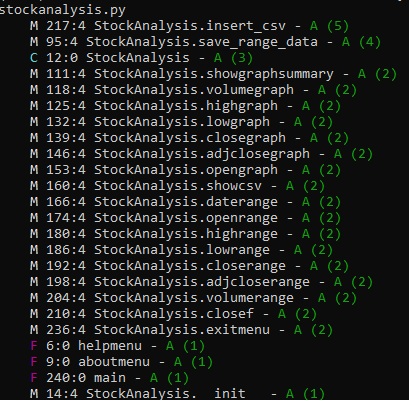 stockanalysis.py
M 217:4 StockAnalysis.insert_csv - A (5)
M 95:4 StockAnalysis.save_range_data - A (4)
C 12:0 StockAnalysis - A (3)
M 111:4 StockAnalysis.showgraphsummary - A (2)
M 118:4 StockAnalysis.volumegraph - A (2)
M 125:4 StockAnalysis.highgraph - A (2)
M 132:4 StockAnalysis.lowgraph - A (2)
M 139:4 StockAnalysis.closegraph - A (2)
M 146:4 StockAnalysis.adjclosegraph - A (2)
M 153:4 StockAnalysis.opengraph - A (2)
M 160:4 StockAnalysis.showcsv - A (2)
M 166:4 StockAnalysis.daterange - A (2)
M 174:4 StockAnalysis.openrange - A (2)
M 180:4 StockAnalysis.highrange - A (2)
M 186:4 StockAnalysis.lowrange - A (2)
M 192:4 StockAnalysis.closerange - A (2)
M 198:4 StockAnalysis.adjcloserange - A (2)
M 204:4 StockAnalysis.volumerange - A (2)
M 210:4 StockAnalysis.closef - A (2)
M 236:4 StockAnalysis.exitmenu - A (2)
F 6:0 helpmenu - A (1)
F 9:0 aboutmenu - A (1)
F 240:0 main - A (1)
M 14:4 StockAnalysis.__init__ - A (1)